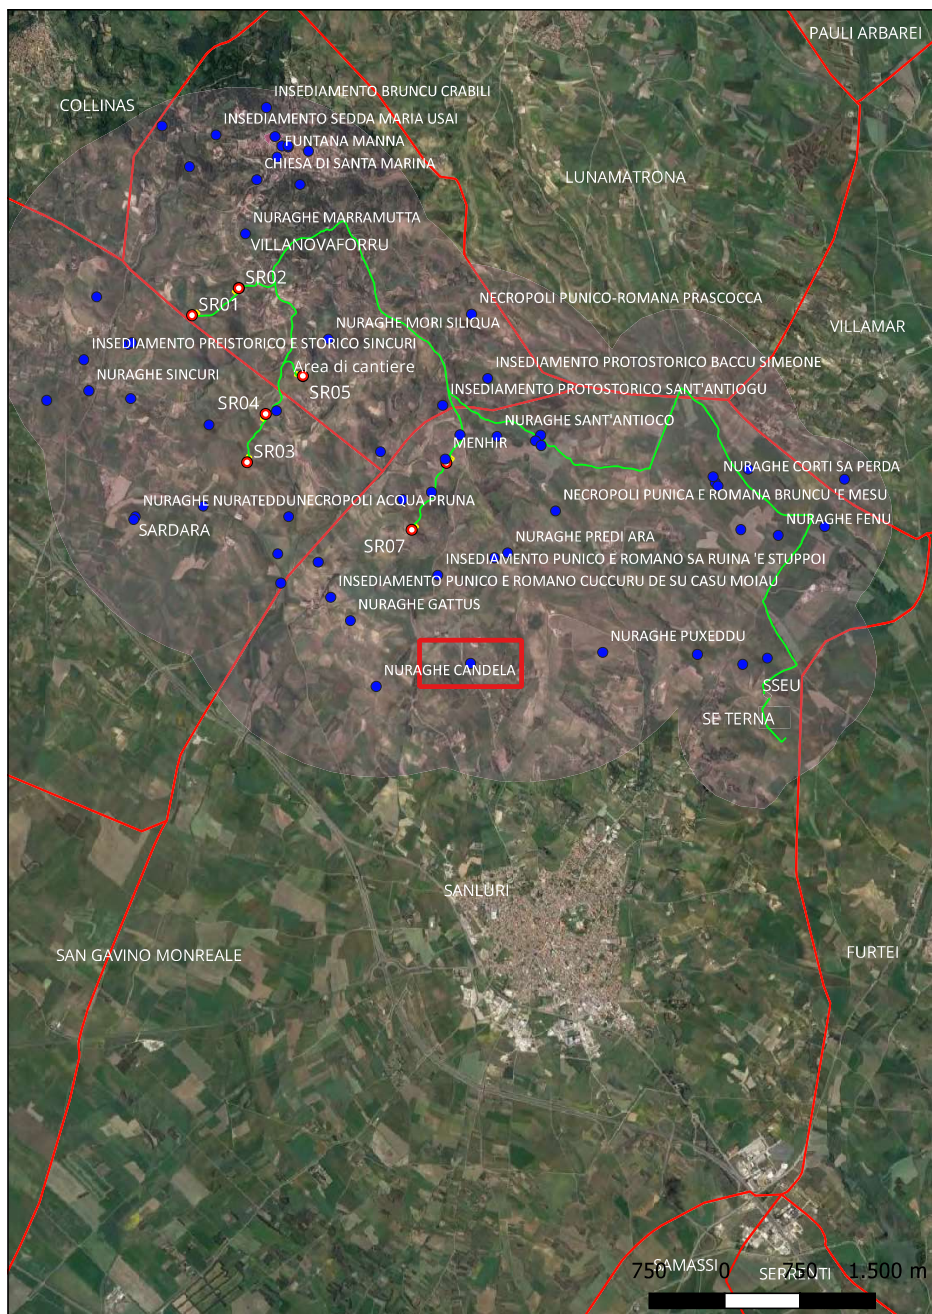 PAULI ARBAREI
INSEDIAMENTO BRUNCU CRABILI
COLLINAS
INSEDIAMENTO SEDDA MARIA USAI
FUNTANA MANNA
CHIESA DI SANTA MARINA
LUNAMATRONA
NURAGHE MARRAMUTTA
VILLANOVAFORRU
SR02
NECROPOLI PUNICO-ROMANA PRASCOCCA
SR01
NURAGHE MORI SILIQUA
VILLAMAR
INSEDIAMENTO PREISTORICO E STORICO SINCURI
INSEDIAMENTO PROTOSTORICO BACCU SIMEONE
Area di cantiere
NURAGHE SINCURI
SR05
INSEDIAMENTO PROTOSTORICO SANT'ANTIOGU
SR04
NURAGHE SANT'ANTIOCO
MENHIR
SR03
NURAGHE CORTI SA PERDA
NECROPOLI PUNICA E ROMANA BRUNCU 'E MESU
NURAGHE NURATEDDU
NECROPOLI ACQUA PRUNA
NURAGHE FENU
SARDARA
NURAGHE PREDI ARA
SR07
INSEDIAMENTO PUNICO E ROMANO SA RUINA 'E STUPPOI
INSEDIAMENTO PUNICO E ROMANO CUCCURU DE SU CASU MOIAU
NURAGHE GATTUS
NURAGHE PUXEDDU
NURAGHE CANDELA
SSEU
SE TERNA
SANLURI
SAN GAVINO MONREALE
FURTEI
SAMASSI
SERRENTI
750 0 750 1.500 m